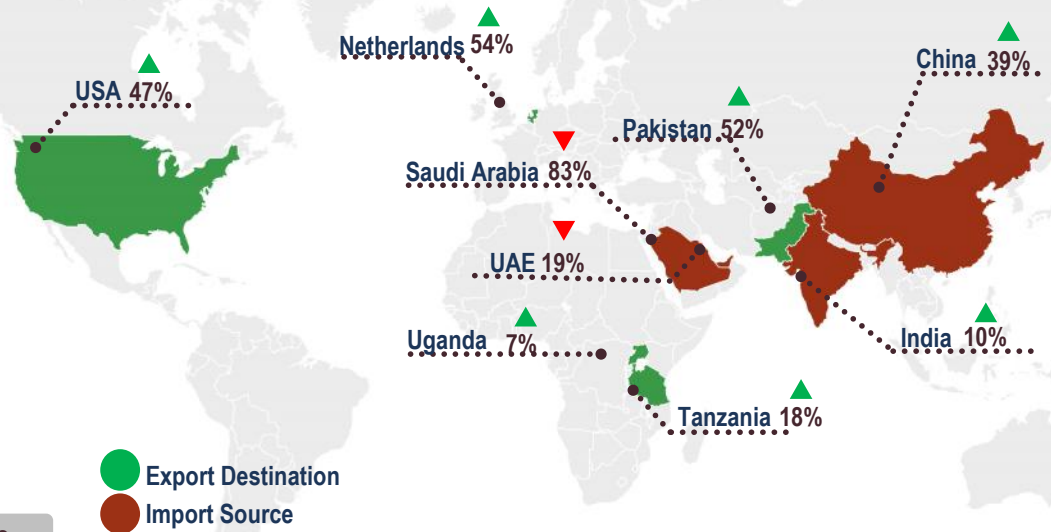 Netherlands 54%
China 39%
USA 47%
Pakistan 52%
Saudi Arabia 83%
UAE 19%
Uganda 7%
India 10%
Tanzania 18%
Export Destination
Import Source